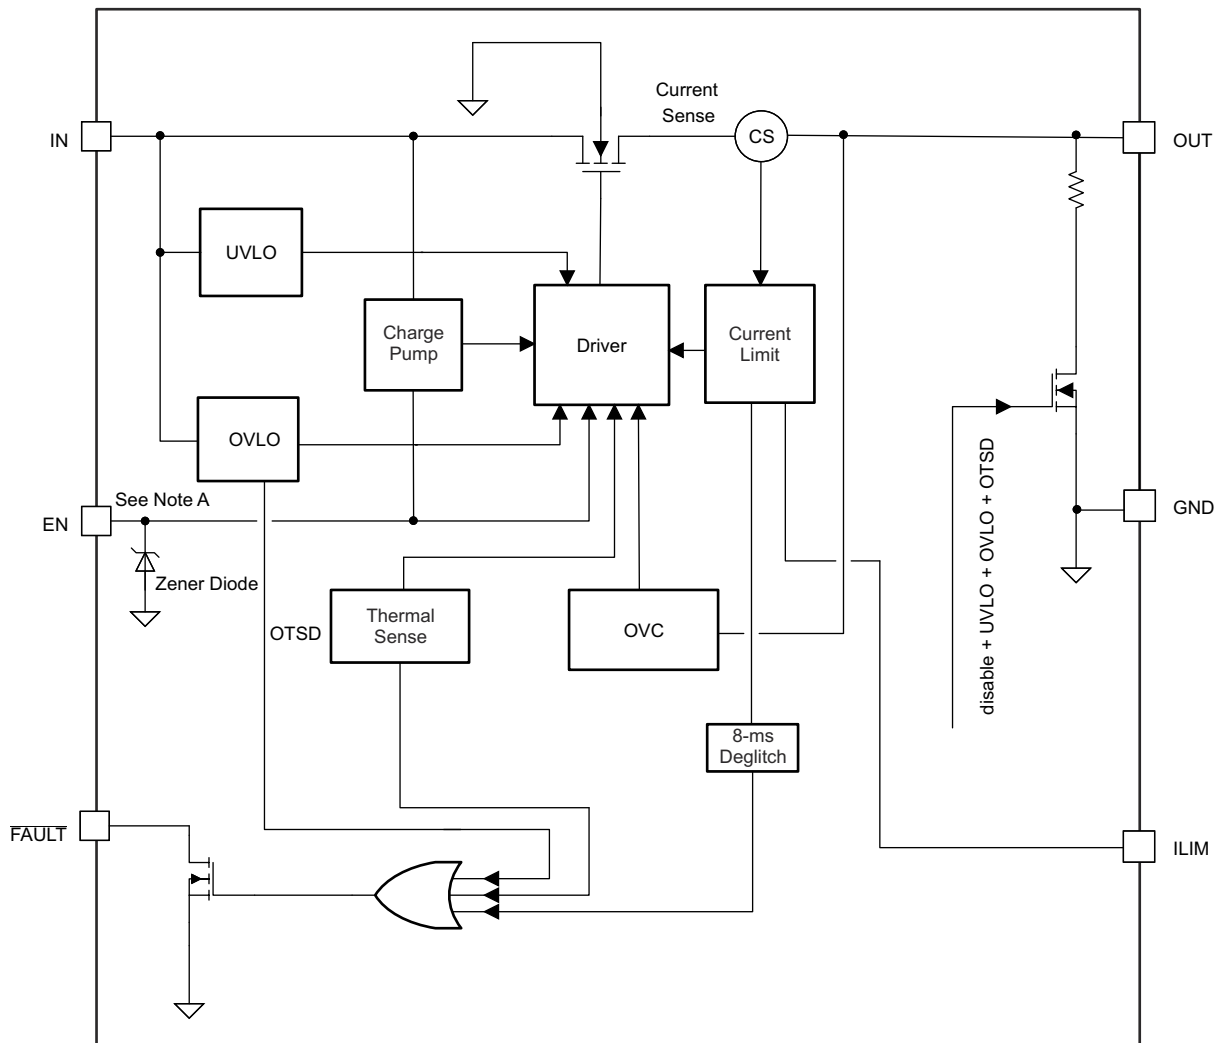 Current
Sense
IN
CS
OUT
UVLO
Charge
Pump
Driver
Current
Limit
OVLO
disable + UVLO + OVLO + OTSD
See Note A
EN
GND
Zener Diode
OTSD
Thermal
Sense
OVC
8-ms
Deglitch
FAULT
ILIM